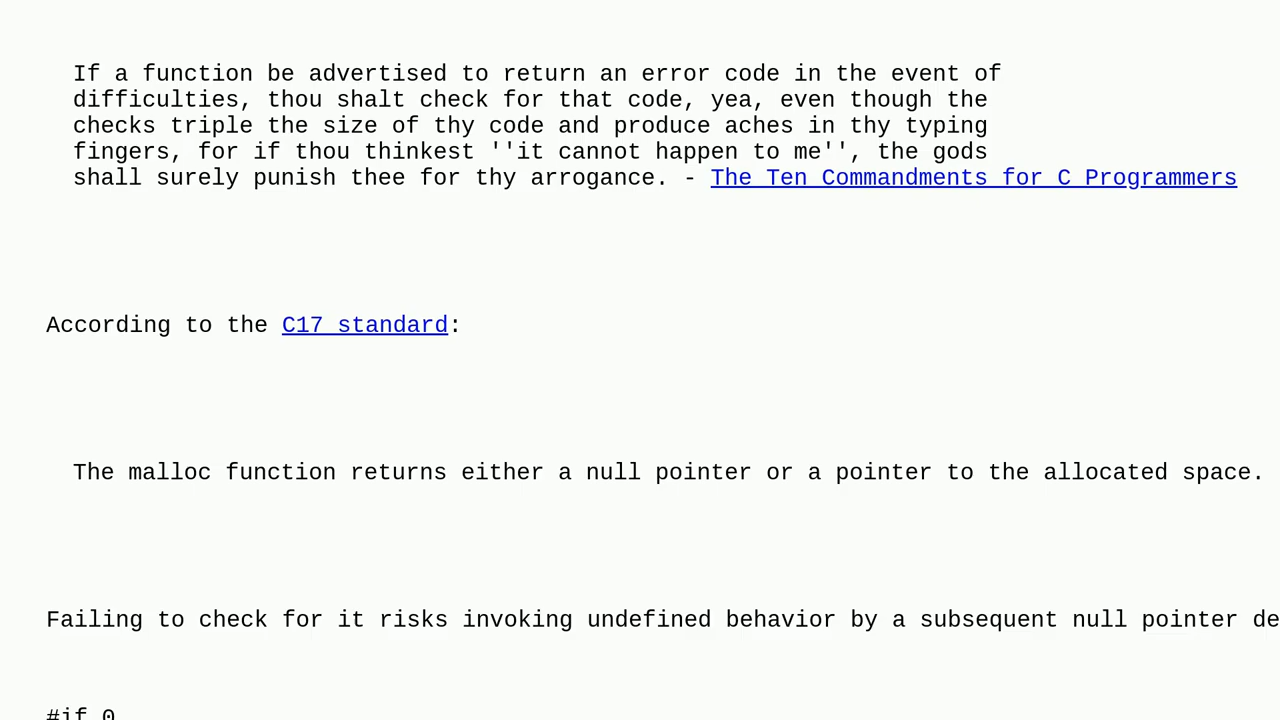 If a function be advertised to return an error code in the event of
difficulties, thou shalt check for that code, yea, even though the
checks triple the size of thy code and produce aches in thy typing
fingers, for if thou thinkest ''it cannot happen to me'', the gods
shall surely punish thee for thy arrogance. - The Ten Commandments for C Programmers
According to the C17 standard:
The malloc function returns either a null pointer or a pointer to the allocated space.
Failing to check for it risks invoking undefined behavior by a subsequent null pointer de
#if 0